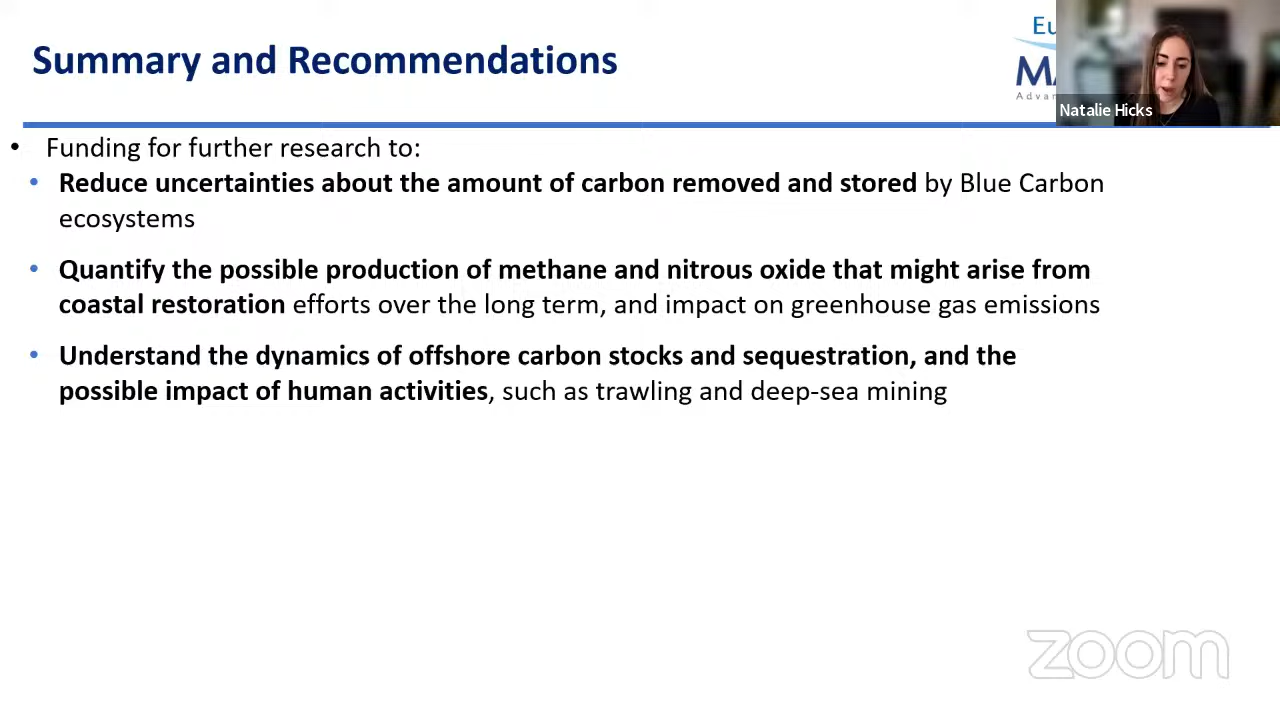 Summary and Recommendations
Eu
MA
Advan
Natalie Hicks
• Funding for further research to:
• Reduce uncertainties about the amount of carbon removed and stored by Blue Carbon
ecosystems
• Quantify the possible production of methane and nitrous oxide that might arise from
coastal restoration efforts over the long term, and impact on greenhouse gas emissions
• Understand the dynamics of offshore carbon stocks and sequestration, and the
possible impact of human activities, such as trawling and deep-sea mining
zoom